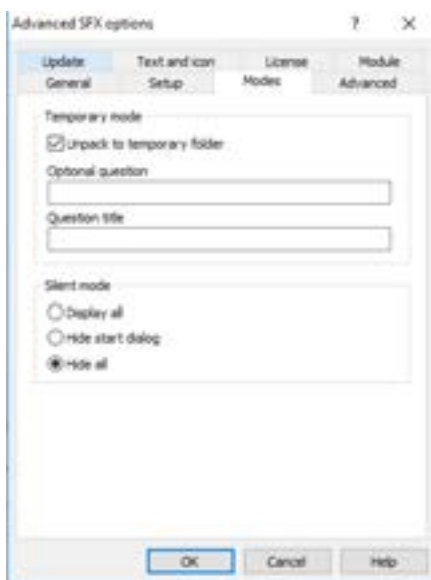 Advanced SFX options ? ×
Update Text and icon License Module
General Setup Modes Advanced
Temporary mode
Unpack to temporary folder
Optional question
Question title
Silent mode
Display all
Hide start dialog
Hide all
OK Cancel Help